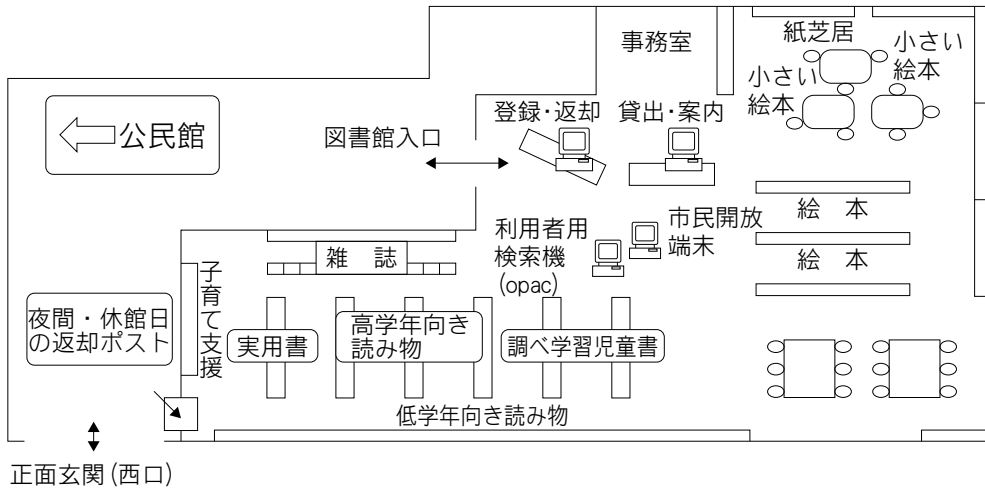 事務室
紙芝居
小さい
絵本
小さい
絵本
公民館
図書館入口
登録・返却
貸出・案内
絵 本
絵 本
利用者用
検索機
(opac)
市民開放
端末
雑 誌
子育て支援
夜間・休館日
の返却ポスト
実用書
高学年向き
読み物
調べ学習児童書
低学年向き読み物
正面玄関(西口)